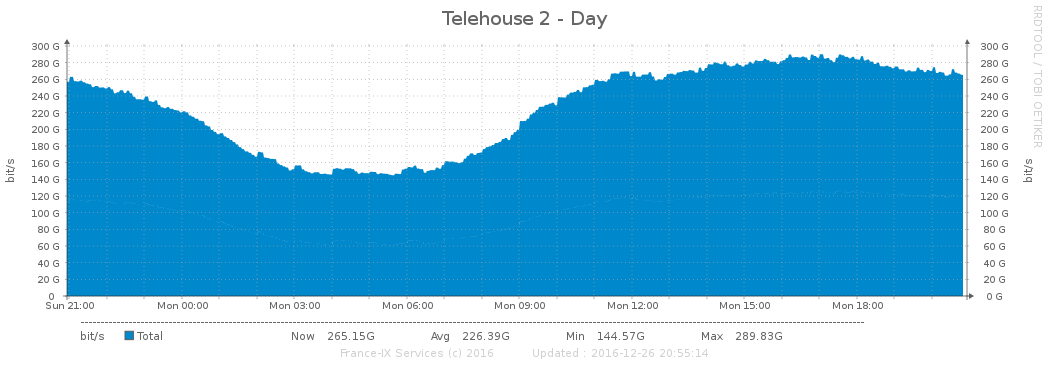 Telehouse 2 - Day
RRDTOOL / TOBI OETIKER
bit/s
300 G
280 G
260 G
240 G
220 G
200 G
180 G
160 G
140 G
120 G
100 G
80 G
60 G
40 G
20 G
0
300 G
280 G
260 G
240 G
220 G
200 G
180 G
160 G
140 G
120 G
100 G
80 G
60 G
40 G
20 G
0 G
bit/s
Sun 21:00 Mon 00:00 Mon 03:00 Mon 06:00 Mon 09:00 Mon 12:00 Mon 15:00 Mon 18:00
bit/s Total Now 265.15G Avg 226.39G Min 144.57G Max 289.83G
France-IX Services (c) 2016 Updated : 2016-12-26 20:55:14